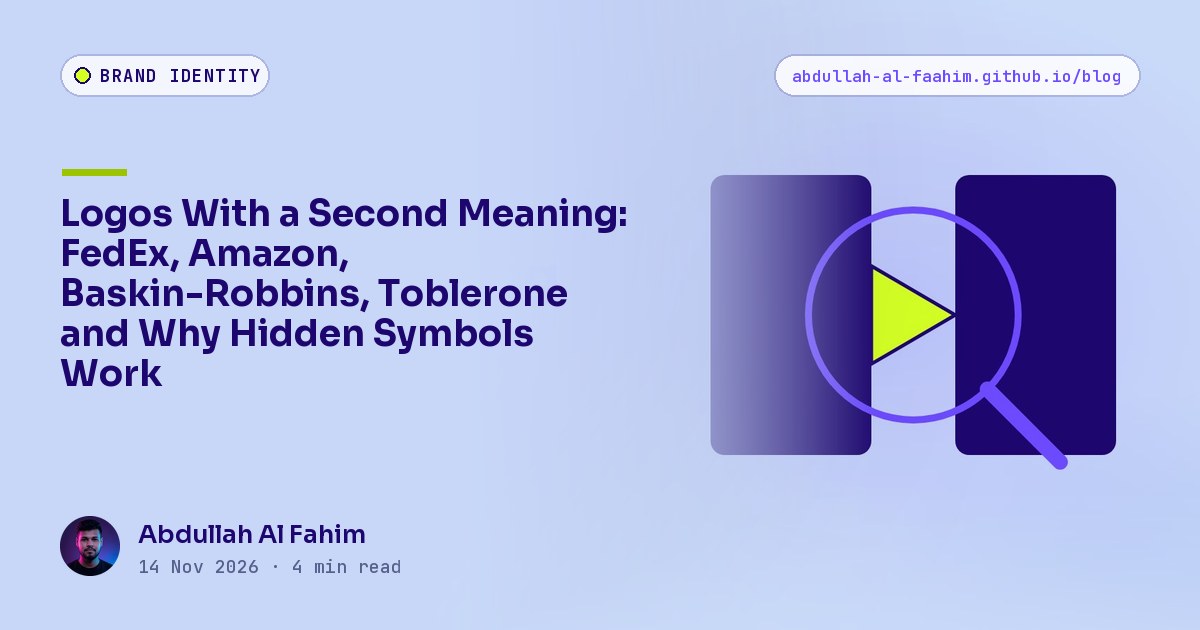 BRAND IDENTITY
abdullah-al-faahim.github.io/blog
Logos With a Second Meaning:
FedEx, Amazon,
Baskin-Robbins, Toblerone
and Why Hidden Symbols
Work
Abdullah Al Fahim
14 Nov 2026 · 4 min read